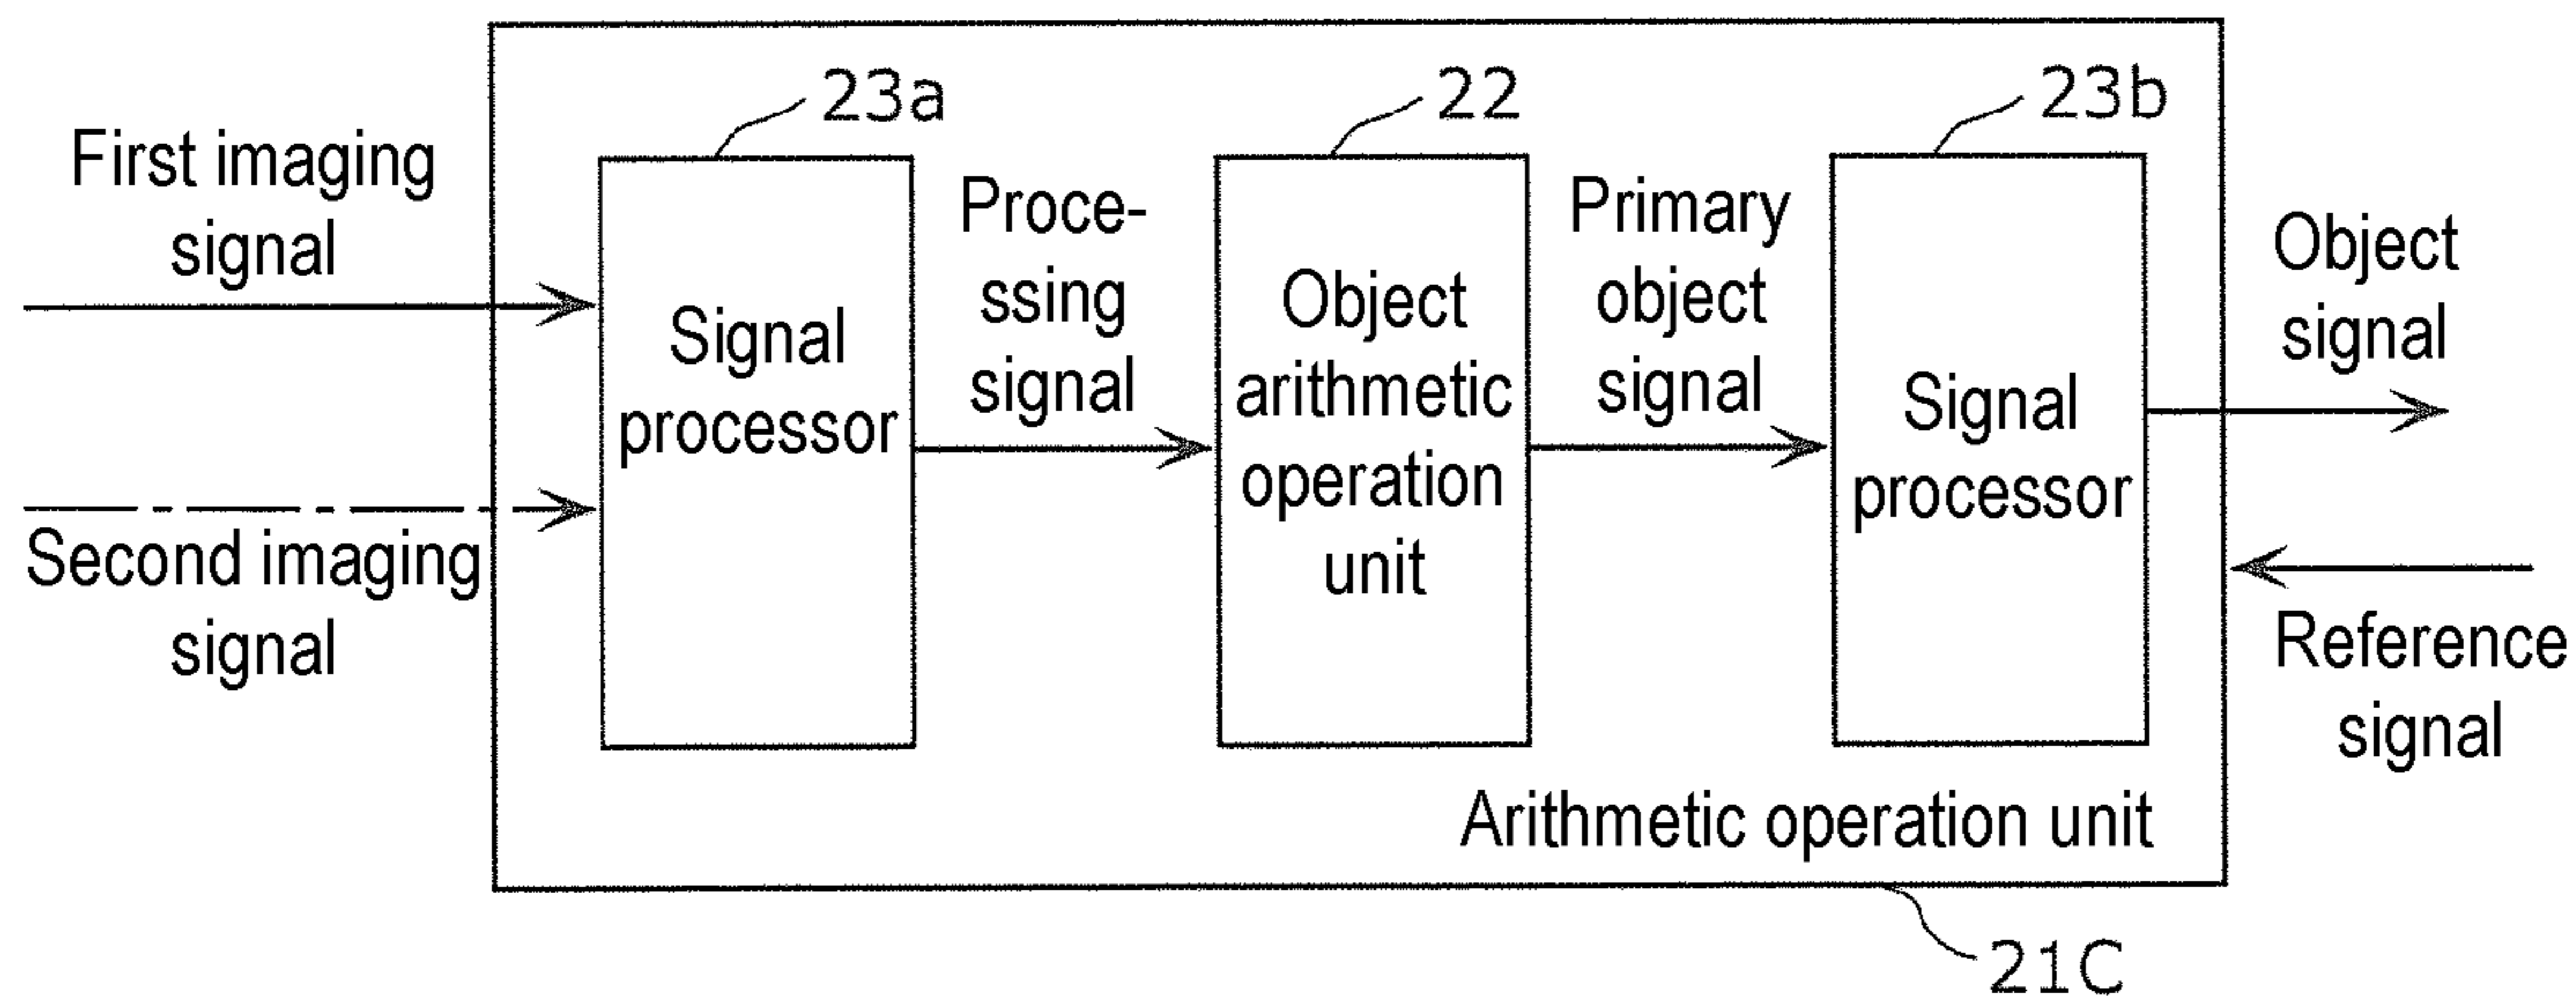 23a
22
23b
First imaging
signal
Second imaging
signal
Signal
processor
Proce-
ssing
signal
Object
arithmetic
operation
unit
Primary
object
signal
Signal
processor
Object
signal
Reference
signal
Arithmetic operation unit
21C